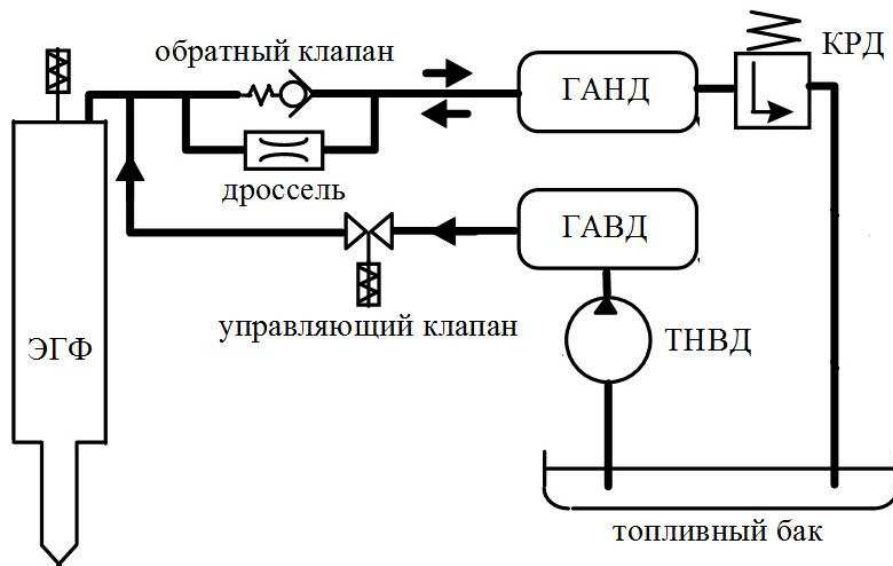 обратный клапан
КРД
ГАНД
дроссель
ГАВД
управляющий клапан
ЭГФ
ТНВД
топливный бак